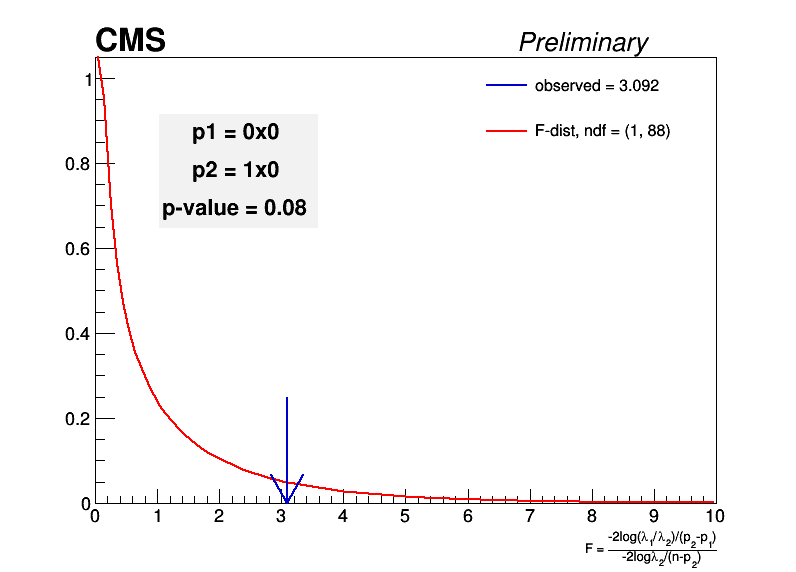 CMS
Preliminary
observed = 3.092
F-dist, ndf = (1, 88)
p1 = 0x0
p2 = 1x0
p-value = 0.08
1
0.8
0.6
0.4
0.2
0
0 1 2 3 4 5 6 7 8 9 10
F = -2log(λ₁/λ₂)/(p₂-p₁)
-2logλ₂/(n-p₂)